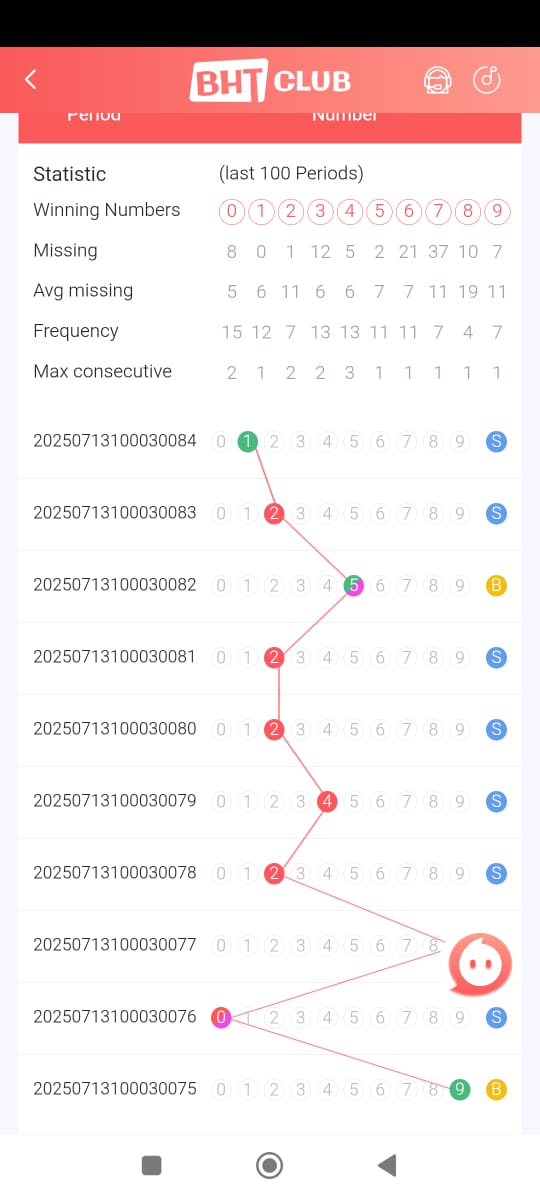 BHT CLUB
Period Number
Statistic (last 100 Periods)
Winning Numbers 0 1 2 3 4 5 6 7 8 9
Missing 8 0 1 12 5 2 21 37 10 7
Avg missing 5 6 11 6 6 7 7 11 19 11
Frequency 15 12 7 13 13 11 11 7 4 7
Max consecutive 2 1 2 2 3 1 1 1 1 1
20250713100030084 0 1 2 3 4 5 6 7 8 9 S
20250713100030083 0 1 2 3 4 5 6 7 8 9 S
20250713100030082 0 1 2 3 4 5 6 7 8 9 B
20250713100030081 0 1 2 3 4 5 6 7 8 9 S
20250713100030080 0 1 2 3 4 5 6 7 8 9 S
20250713100030079 0 1 2 3 4 5 6 7 8 9 S
20250713100030078 0 1 2 3 4 5 6 7 8 9 S
20250713100030077 0 1 2 3 4 5 6 7 8
20250713100030076 0 1 2 3 4 5 6 7 8 9 S
20250713100030075 0 1 2 3 4 5 6 7 8 9 B